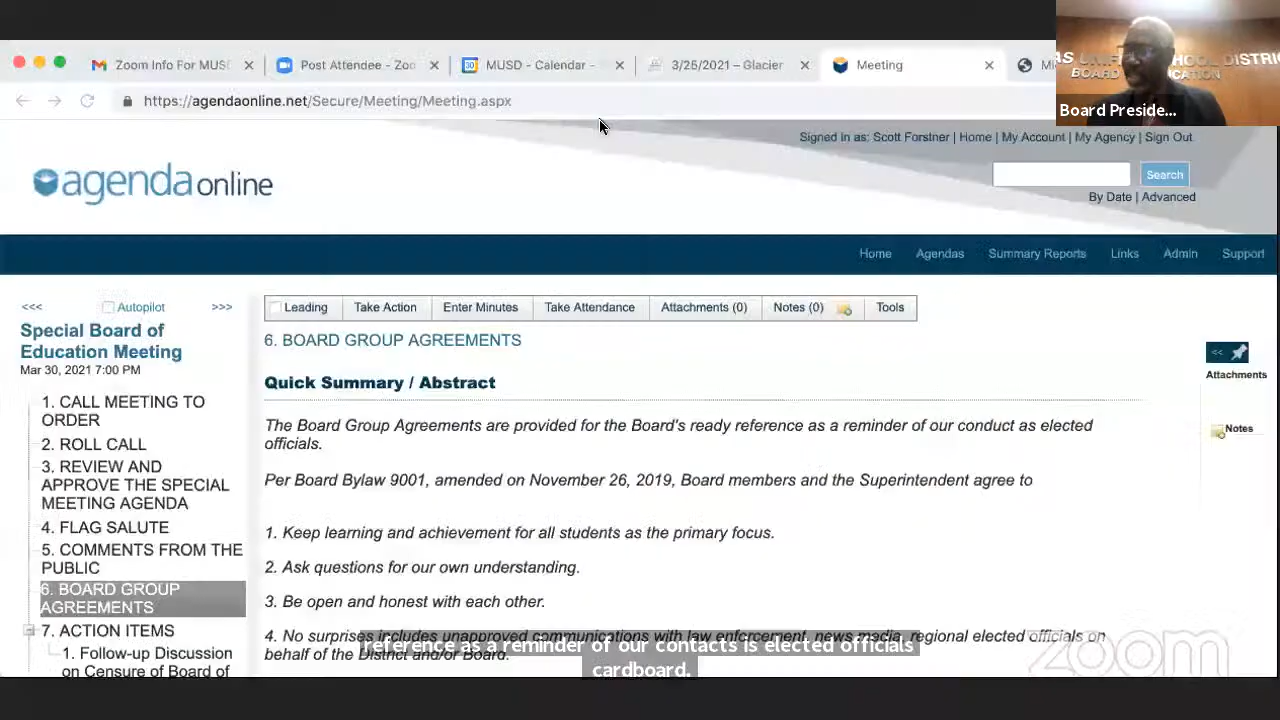 Zoom Info For MUS
Post Attendee - Zoo
MUSD - Calendar -
3/25/2021 – Glacier
Meeting
https://agendaonline.net/Secure/Meeting/Meeting.aspx
AS UNIFIED SCHOOL DISTRI
BOARD EDUCATION
Board Preside...
Signed in as: Scott Forstner | Home | My Account | My Agency | Sign Out
agendaonline
Search
By Date | Advanced
Home Agendas Summary Reports Links Admin Support
<<< Autopilot >>>
Special Board of
Education Meeting
Mar 30, 2021 7:00 PM
1. CALL MEETING TO
ORDER
2. ROLL CALL
3. REVIEW AND
APPROVE THE SPECIAL
MEETING AGENDA
4. FLAG SALUTE
5. COMMENTS FROM THE
PUBLIC
6. BOARD GROUP
AGREEMENTS
7. ACTION ITEMS
1. Follow-up Discussion
on Censure of Board of
Leading Take Action Enter Minutes Take Attendance Attachments (0) Notes (0) Tools
6. BOARD GROUP AGREEMENTS
Quick Summary / Abstract
The Board Group Agreements are provided for the Board's ready reference as a reminder of our conduct as elected
officials.
Per Board Bylaw 9001, amended on November 26, 2019, Board members and the Superintendent agree to
1. Keep learning and achievement for all students as the primary focus.
2. Ask questions for our own understanding.
3. Be open and honest with each other.
4. No surprises includes unapproved communications with law enforcement, news media, regional elected officials on
behalf of the District and/or Board.
reference as a reminder of our contacts is elected officials
cardboard.
<<
Attachments
Notes
zoom